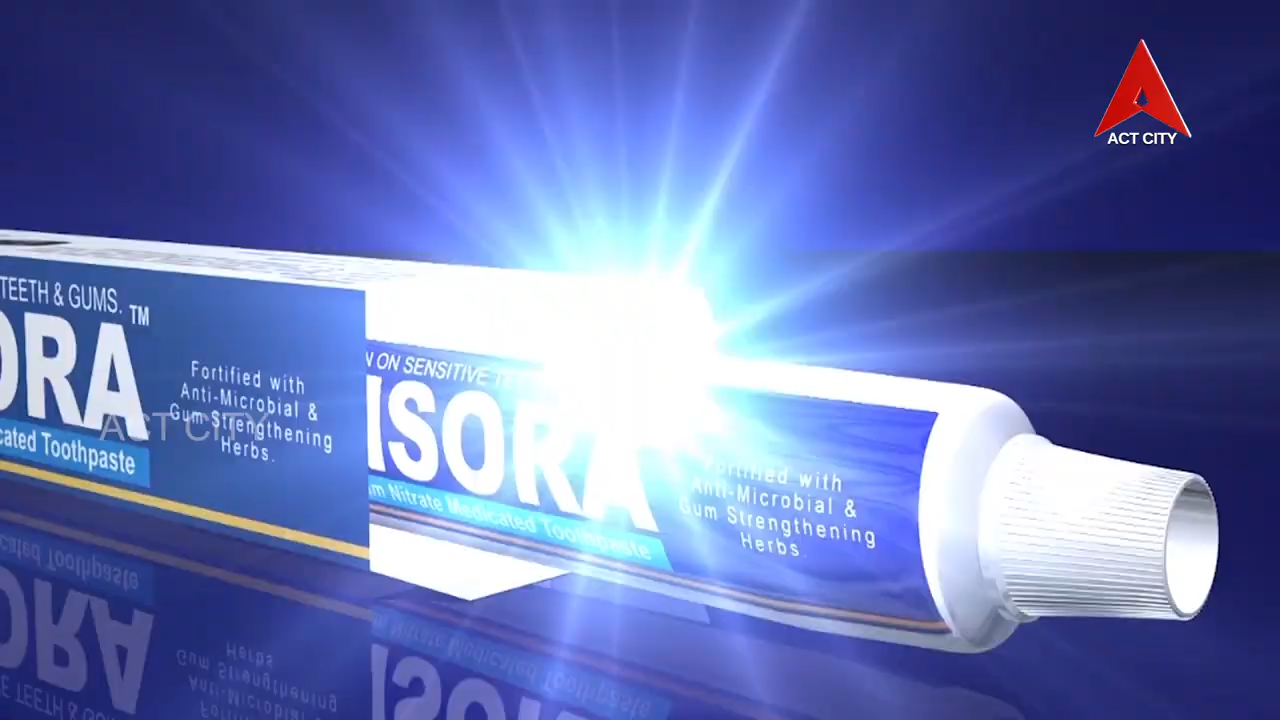 ACT CITY
TEETH & GUMS.
ORA ™
cated Toothpaste
Fortified with
Anti-Microbial &
Gum Strengthening
Herbs.
ACT CITY
N ON SENSITIVE
ISORA
m Nitrate Medicated Toothpaste
Fortified with
Anti-Microbial &
Gum Strengthening
Herbs.